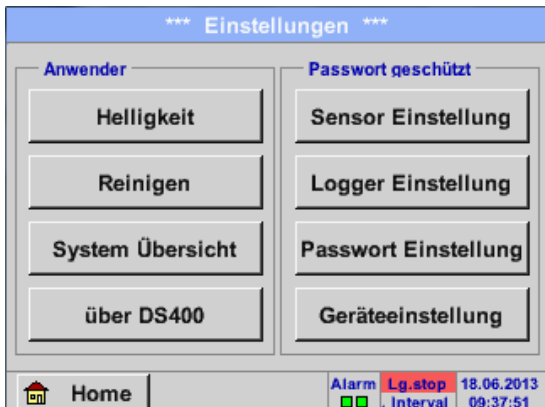 *** Einstellungen ***
Anwender
Helligkeit
Reinigen
System Übersicht
über DS400
Passwort geschützt
Sensor Einstellung
Logger Einstellung
Passwort Einstellung
Geräteeinstellung
Home
Alarm
Lg.stop
. Interval
18.06.2013
09:37:51